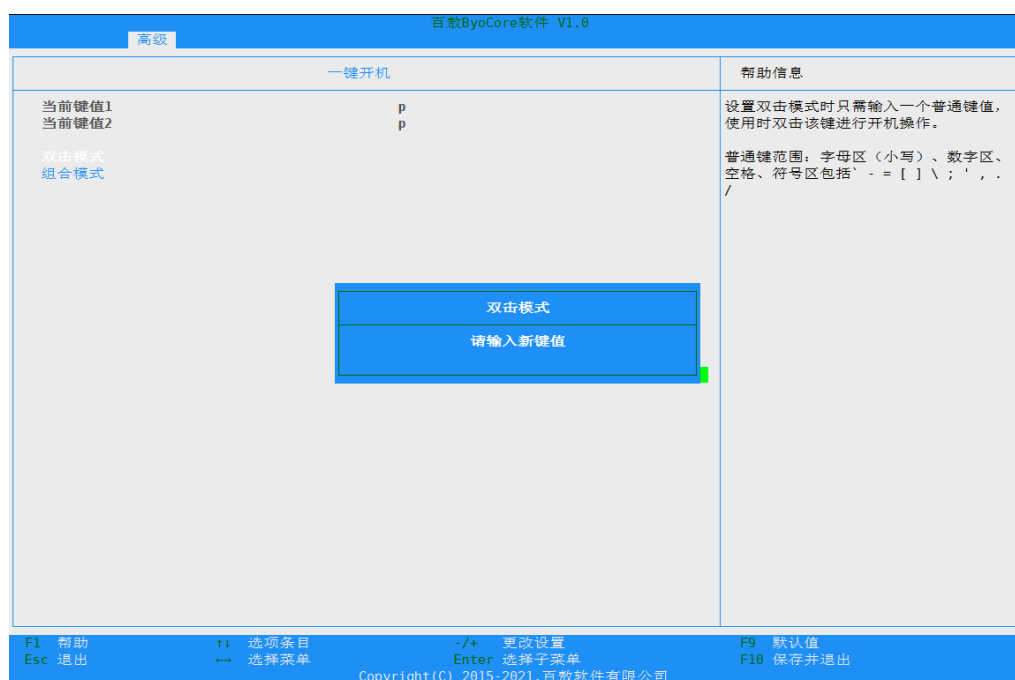 百敖ByoCore软件 V1.0
高级
一键开机
帮助信息
当前键值1 p
当前键值2 p
双击模式
组合模式
设置双击模式时只需输入一个普通键值，
使用时双击该键进行开机操作。
普通键范围：字母区（小写）、数字区、
空格、符号区包括` - = [ ] \ ; ' , .
/
双击模式
请输入新键值
F1 帮助 ↑↓ 选项条目 -/+ 更改设置 F9 默认值
Esc 退出 ←→ 选择菜单 Enter 选择子菜单 F10 保存并退出
Copyright(C) 2015-2021,百敖软件有限公司